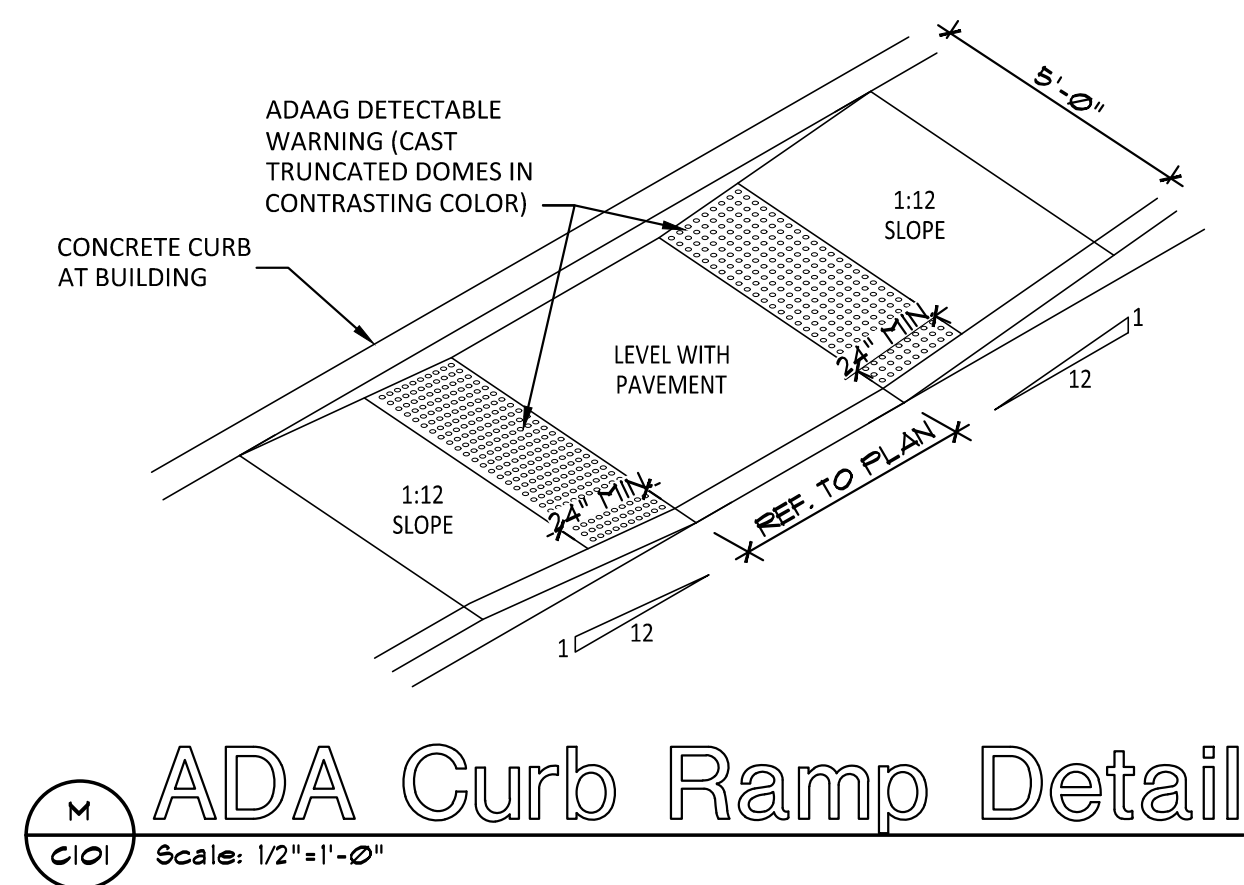 5'-0"
ADAAG DETECTABLE
WARNING (CAST
TRUNCATED DOMES IN
CONTRASTING COLOR)
1:12
SLOPE
CONCRETE CURB
AT BUILDING
24" MIN.
1
12
LEVEL WITH
PAVEMENT
REF. TO PLAN
1:12
SLOPE
24" MIN.
1
12
ADA Curb Ramp Detail
M
C101
Scale: 1/2"=1'-0"